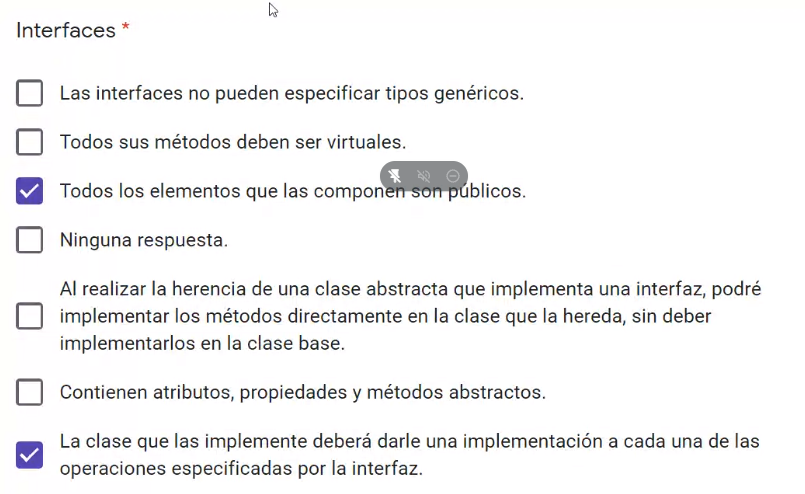 Interfaces *
Las interfaces no pueden especificar tipos genéricos.
Todos sus métodos deben ser virtuales.
Todos los elementos que las componen son públicos.
Ninguna respuesta.
Al realizar la herencia de una clase abstracta que implementa una interfaz, podré
implementar los métodos directamente en la clase que la hereda, sin deber
implementarlos en la clase base.
Contienen atributos, propiedades y métodos abstractos.
La clase que las implemente deberá darle una implementación a cada una de las
operaciones especificadas por la interfaz.